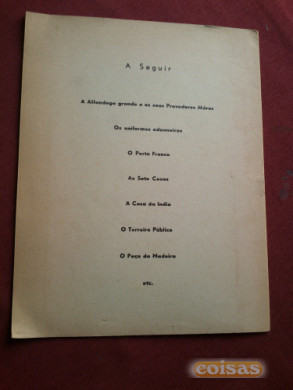 A Seguir
A Alfandega grande e os seus Provedores Móres
Os uniformes aduaneiros
O Porto Franco
As Sete Casas
A Casa da India
O Terreiro Público
O Paço da Madeira
etc.
coisas